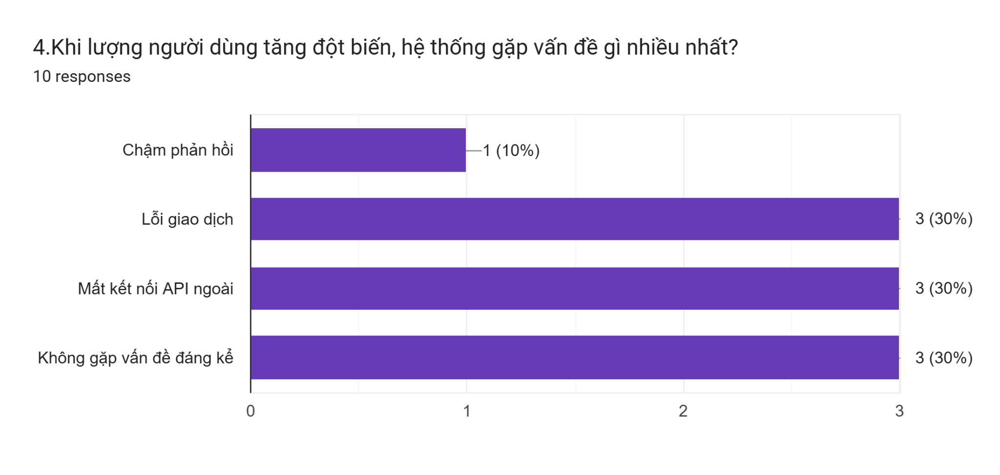 4.Khi lượng người dùng tăng đột biến, hệ thống gặp vấn đề gì nhiều nhất?
10 responses
Chậm phản hồi
1 (10%)
Lỗi giao dịch
3 (30%)
Mất kết nối API ngoài
3 (30%)
Không gặp vấn đề đáng kể
3 (30%)
0 1 2 3